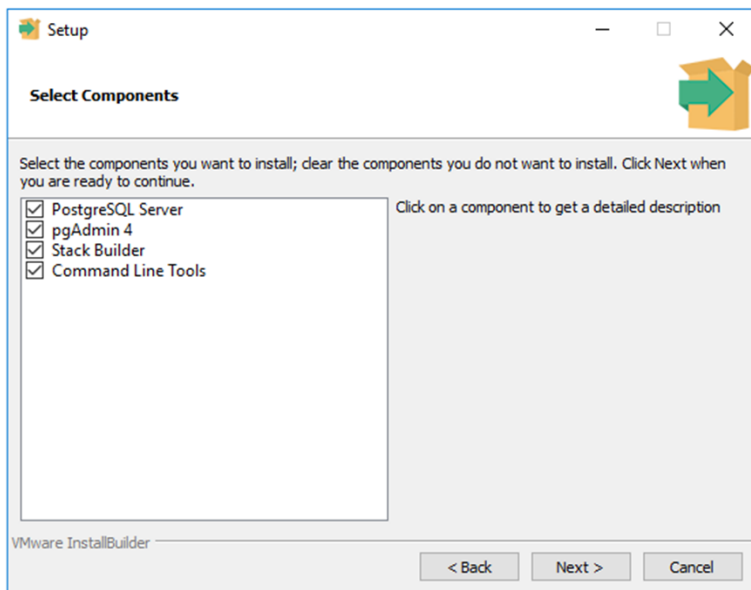 Setup
Select Components
Select the components you want to install; clear the components you do not want to install. Click Next when
you are ready to continue.
PostgreSQL Server
pgAdmin 4
Stack Builder
Command Line Tools
Click on a component to get a detailed description
VMware InstallBuilder
< Back
Next >
Cancel